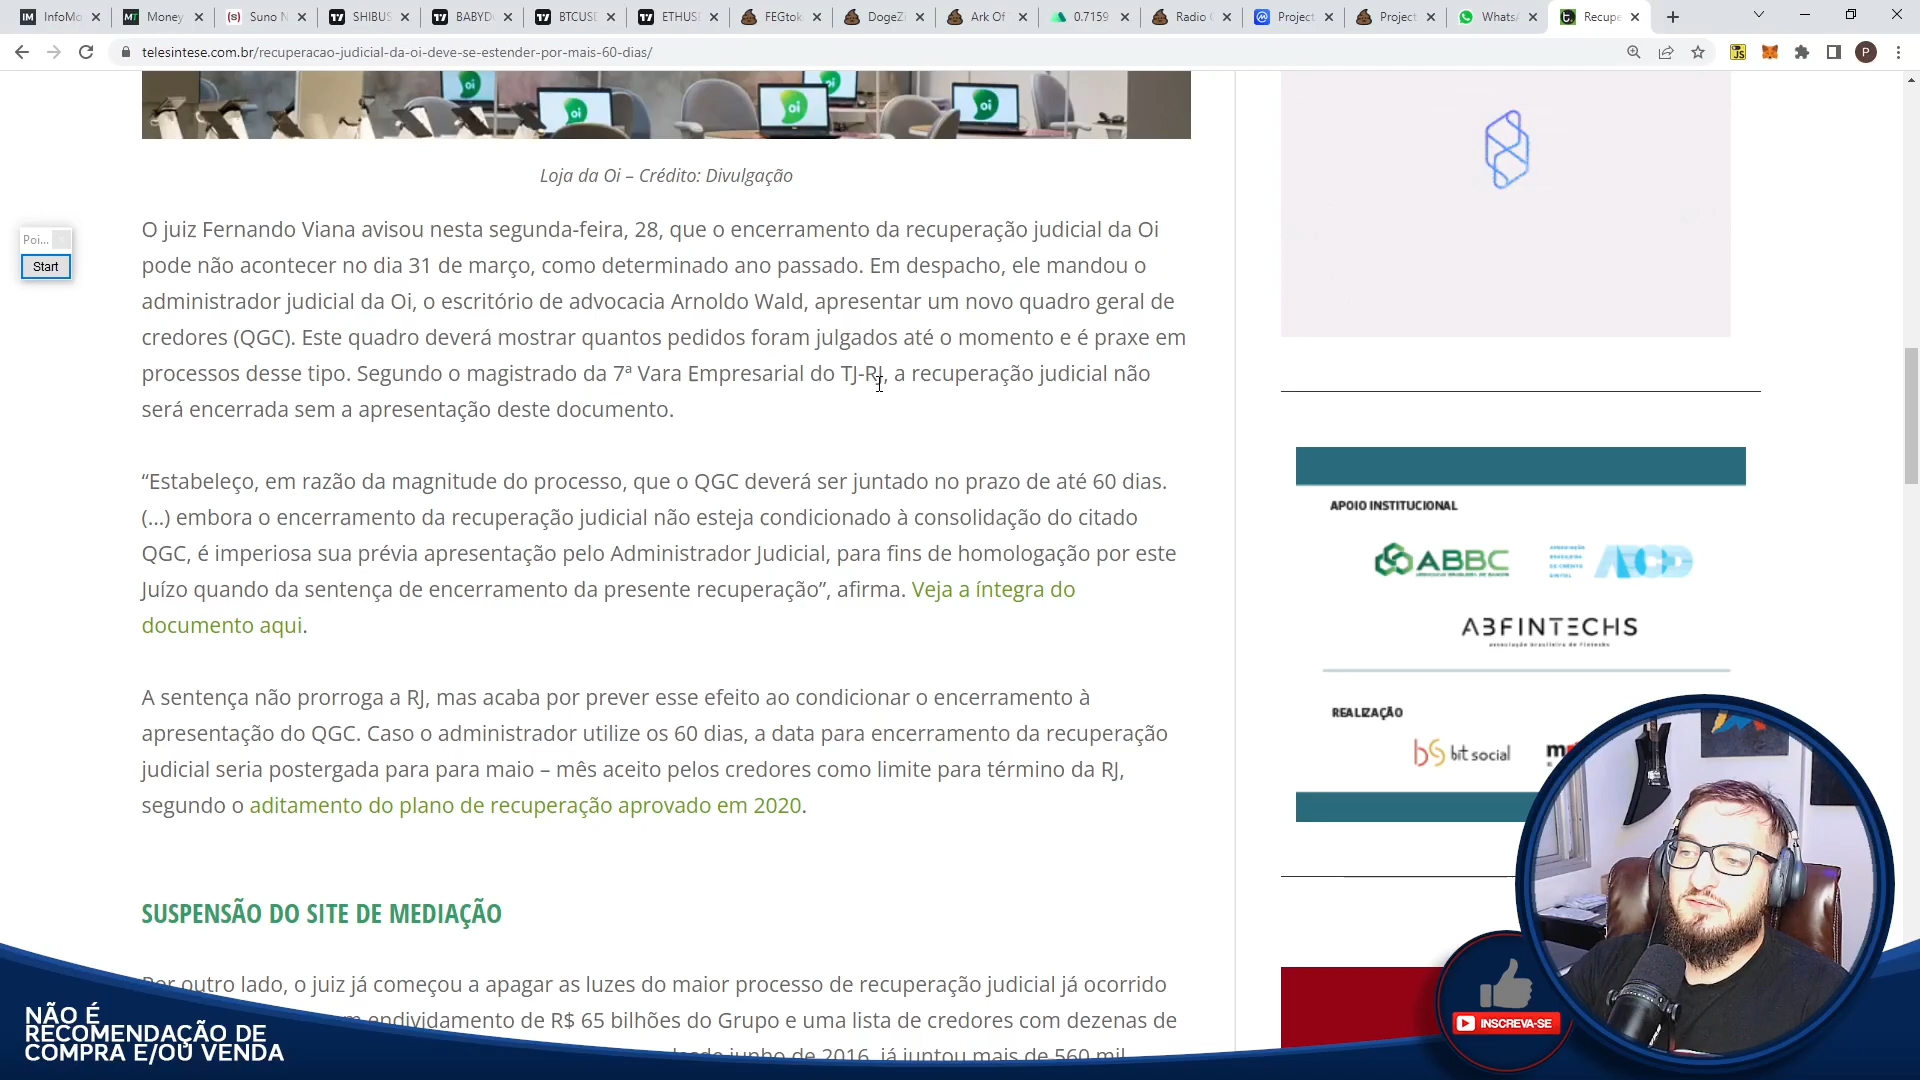 InfoMo
Money
Suno N
SHIBUS
BABYD
BTCUSD
ETHUSD
FEGtok
DogeZi
Ark Of
0.7159
Radio
Project
Project
WhatsA
Recupe
telesintese.com.br/recuperacao-judicial-da-oi-deve-se-estender-por-mais-60-dias/
P
oi
oi
oi
oi
oi
Loja da Oi – Crédito: Divulgação
Poi...
Start
O juiz Fernando Viana avisou nesta segunda-feira, 28, que o encerramento da recuperação judicial da Oi
pode não acontecer no dia 31 de março, como determinado ano passado. Em despacho, ele mandou o
administrador judicial da Oi, o escritório de advocacia Arnoldo Wald, apresentar um novo quadro geral de
credores (QGC). Este quadro deverá mostrar quantos pedidos foram julgados até o momento e é praxe em
processos desse tipo. Segundo o magistrado da 7ª Vara Empresarial do TJ-RJ, a recuperação judicial não
será encerrada sem a apresentação deste documento.
“Estabeleço, em razão da magnitude do processo, que o QGC deverá ser juntado no prazo de até 60 dias.
(...) embora o encerramento da recuperação judicial não esteja condicionado à consolidação do citado
QGC, é imperiosa sua prévia apresentação pelo Administrador Judicial, para fins de homologação por este
Juízo quando da sentença de encerramento da presente recuperação”, afirma. Veja a íntegra do
documento aqui.
A sentença não prorroga a RJ, mas acaba por prever esse efeito ao condicionar o encerramento à
apresentação do QGC. Caso o administrador utilize os 60 dias, a data para encerramento da recuperação
judicial seria postergada para para maio – mês aceito pelos credores como limite para término da RJ,
segundo o aditamento do plano de recuperação aprovado em 2020.
SUSPENSÃO DO SITE DE MEDIAÇÃO
Por outro lado, o juiz já começou a apagar as luzes do maior processo de recuperação judicial já ocorrido
endividamento de R$ 65 bilhões do Grupo e uma lista de credores com dezenas de
desde junho de 2016, já juntou mais de 560 mil
APOIO INSTITUCIONAL
ABBC
ABFINTECHS
REALIZAÇÃO
bs bit social
INSCREVA-SE
NÃO É
RECOMENDAÇÃO DE
COMPRA E/OU VENDA